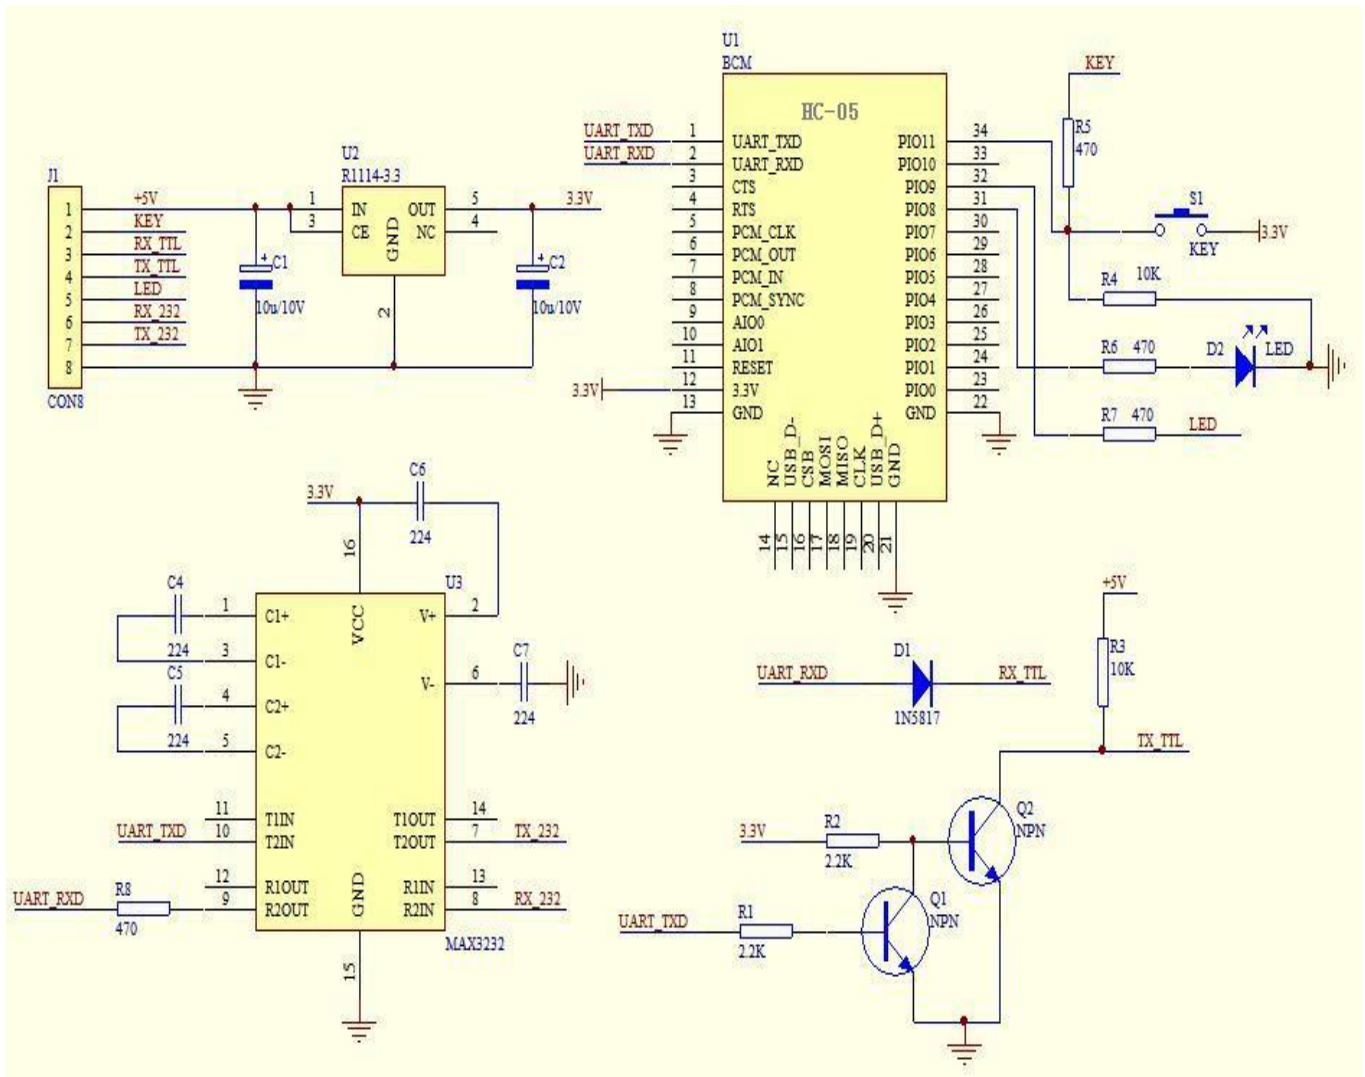 U1
BCM
HC-05
UART_TXD 1 UART_TXD PIO11 34
UART_RXD 2 UART_RXD PIO10 33
3 CTS PIO9 32
4 RTS PIO8 31
5 PCM_CLK PIO7 30
6 PCM_OUT PIO6 29
7 PCM_IN PIO5 28
8 PCM_SYNC PIO4 27
9 AIO0 PIO3 26
10 AIO1 PIO2 25
11 RESET PIO1 24
3.3V 12 3.3V PIO0 23
13 GND GND 22
NC USB_D- CSB MOSI MISO CLK USB_D+ GND
14 15 16 17 18 19 20 21
KEY
R5
470
S1
KEY
3.3V
R4 10K
R6 470 D2 LED
R7 470 LED
J1
1 +5V
2 KEY
3 RX_TTL
4 TX_TTL
5 LED
6 RX_232
7 TX_232
8
CON8
U2
R1114-3.3
1 IN OUT 5 3.3V
3 CE NC 4
GND
2
C1
10u/10V
C2
10u/10V
3.3V
C6
224
16
U3
VCC
C4
224
1 C1+ V+ 2
3 C1-
C5
224
4 C2+ V- 6
5 C2-
C7
224
11 T1IN T1OUT 14
UART_TXD 10 T2IN T2OUT 7 TX_232
12 R1OUT R1IN 13
UART_RXD R8 9 R2OUT R2IN 8 RX_232
470
GND
15
MAX3232
D1
UART_RXD RX_TTL
1N5817
+5V
R3
10K
TX_TTL
Q2
NPN
3.3V R2
2.2K
Q1
NPN
UART_TXD R1
2.2K